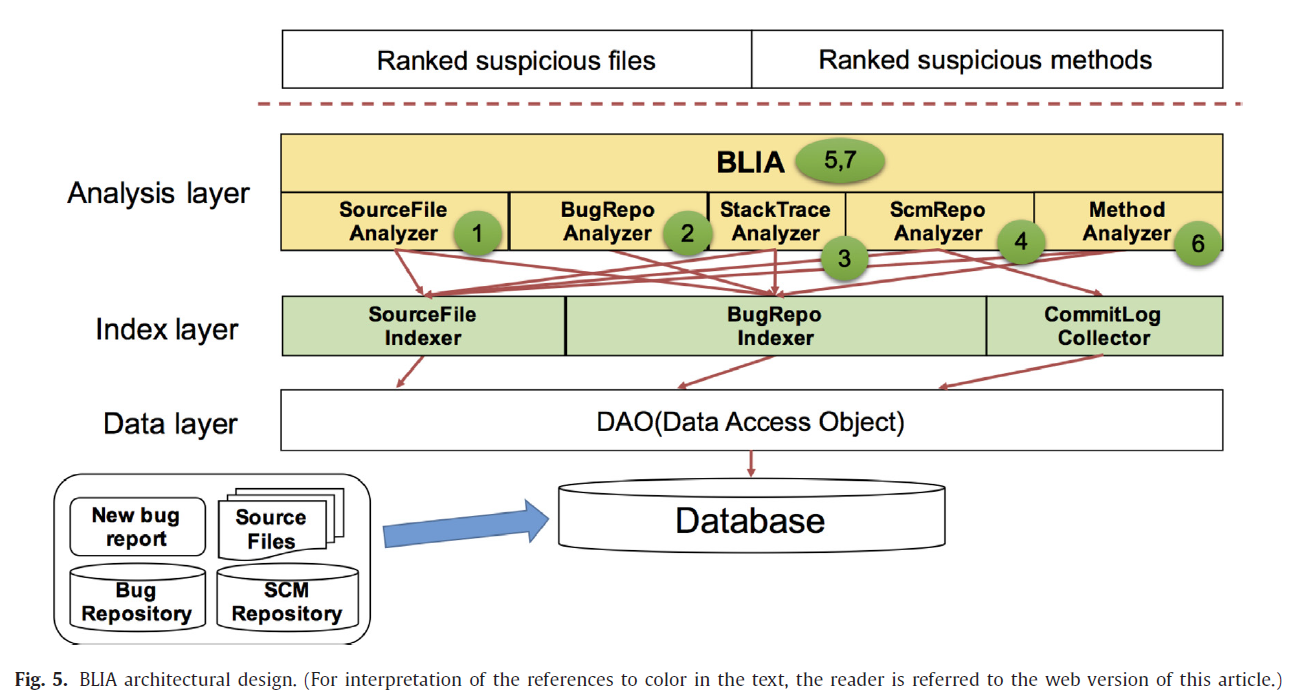 Ranked suspicious files
Ranked suspicious methods
Analysis layer
BLIA
5,7
SourceFile
Analyzer
1
BugRepo
Analyzer
2
StackTrace
Analyzer
3
ScmRepo
Analyzer
4
Method
Analyzer
6
Index layer
SourceFile
Indexer
BugRepo
Indexer
CommitLog
Collector
Data layer
DAO(Data Access Object)
New bug
report
Source
Files
Bug
Repository
SCM
Repository
Database
Fig. 5. BLIA architectural design. (For interpretation of the references to color in the text, the reader is referred to the web version of this article.)